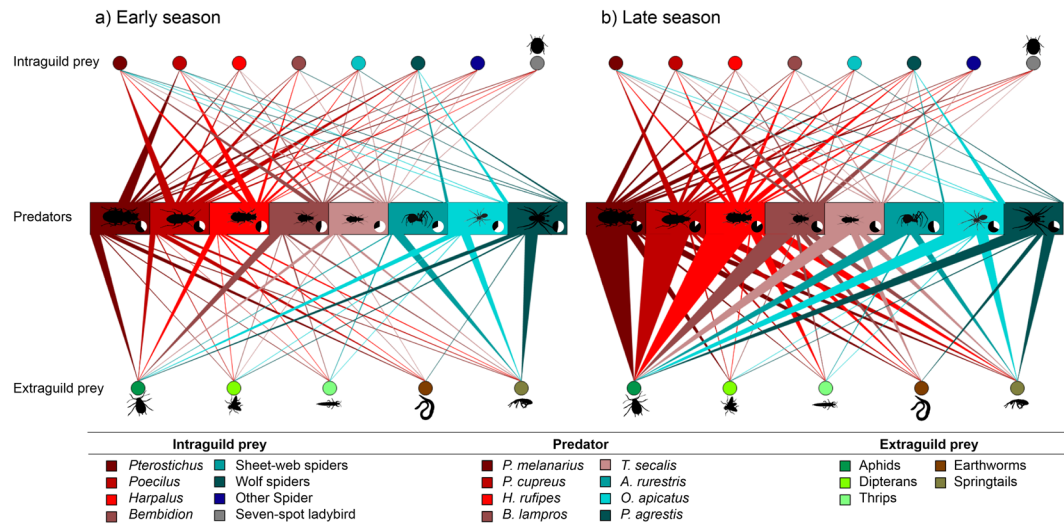 a) Early season
b) Late season
Intraguild prey
Predators
Extraguild prey
Intraguild prey
Predator
Extraguild prey
Pterostichus
Sheet-web spiders
P. melanarius
T. secalis
Aphids
Earthworms
Poecilus
Wolf spiders
P. cupreus
A. rurestris
Dipterans
Springtails
Harpalus
Other Spider
H. rufipes
O. apicatus
Thrips
Bembidion
Seven-spot ladybird
B. lampros
P. agrestis